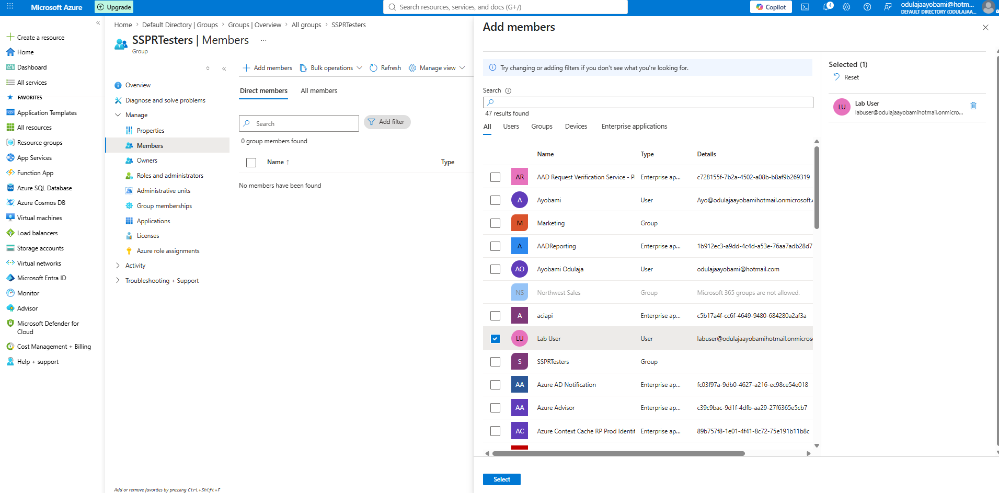 Microsoft Azure
Upgrade
Search resources, services, and docs (G+/)
Copilot
4
odulajaayobami@hotm...
DEFAULT DIRECTORY (ODULAJAA...
Create a resource
Home
Dashboard
All services
FAVORITES
Application Templates
All resources
Resource groups
App Services
Function App
Azure SQL Database
Azure Cosmos DB
Virtual machines
Load balancers
Storage accounts
Virtual networks
Microsoft Entra ID
Monitor
Advisor
Microsoft Defender for
Cloud
Cost Management + Billing
Help + support
Home > Default Directory | Groups > Groups | Overview > All groups > SSPRTesters
SSPRTesters | Members ...
Group
Overview
Diagnose and solve problems
Manage
Properties
Members
Owners
Roles and administrators
Administrative units
Group memberships
Applications
Licenses
Azure role assignments
Activity
Troubleshooting + Support
Add or remove favorites by pressing Ctrl+Shift+F
Add members Bulk operations Refresh Manage view
Direct members All members
Search Add filter
0 group members found
Name ↑ Type
No members have been found
Add members
Try changing or adding filters if you don't see what you're looking for.
Search
47 results found
All Users Groups Devices Enterprise applications
Name Type Details
AR AAD Request Verification Service - Enterprise ap... c728155f-7b2a-4502-a08b-b8af9b269319
A Ayobami User Ayo@odulajaayobamihotmail.onmicrosoft.
M Marketing Group
A AADReporting Enterprise ap... 1b912ec3-a9dd-4c4d-a53e-76aa7adb28d7
AO Ayobami Odulaja User odulajaayobami@hotmail.com
NS Northwest Sales Group Microsoft 365 groups are not allowed.
A aciapi Enterprise ap... c5b17a4f-cc6f-4649-9480-684280a2af3a
LU Lab User User labuser@odulajaayobamihotmail.onmicros
S SSPRTesters Group
AA Azure AD Notification Enterprise ap... fc03f97a-9db0-4627-a216-ec98ce54e018
AA Azure Advisor Enterprise ap... c39c9bac-9d1f-4dfb-aa29-27f6365e5cb7
AC Azure Context Cache RP Prod Identit Enterprise ap... 89b757f8-1e01-4f41-8c72-75e191b11b8c
Select
Selected (1)
Reset
LU Lab User
labuser@odulajaayobamihotmail.onmicro...